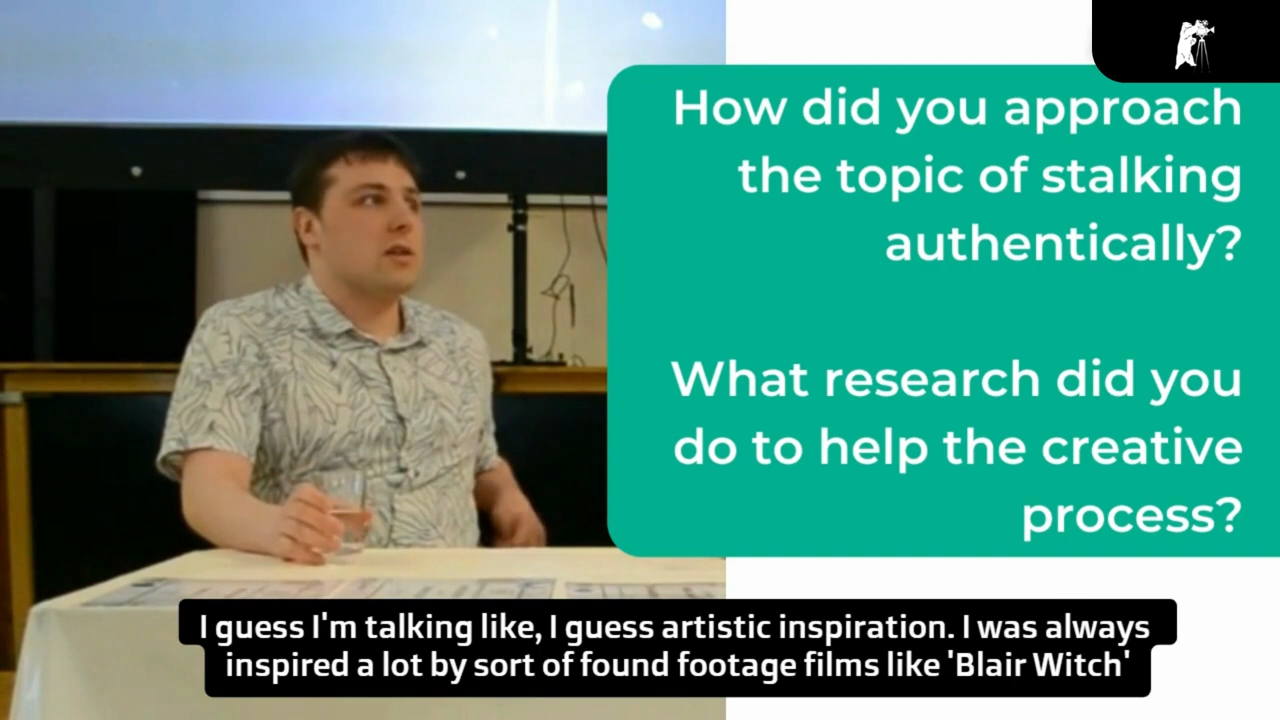 How did you approach
the topic of stalking
authentically?
What research did you
do to help the creative
process?
I guess I'm talking like, I guess artistic inspiration. I was always
inspired a lot by sort of found footage films like 'Blair Witch'